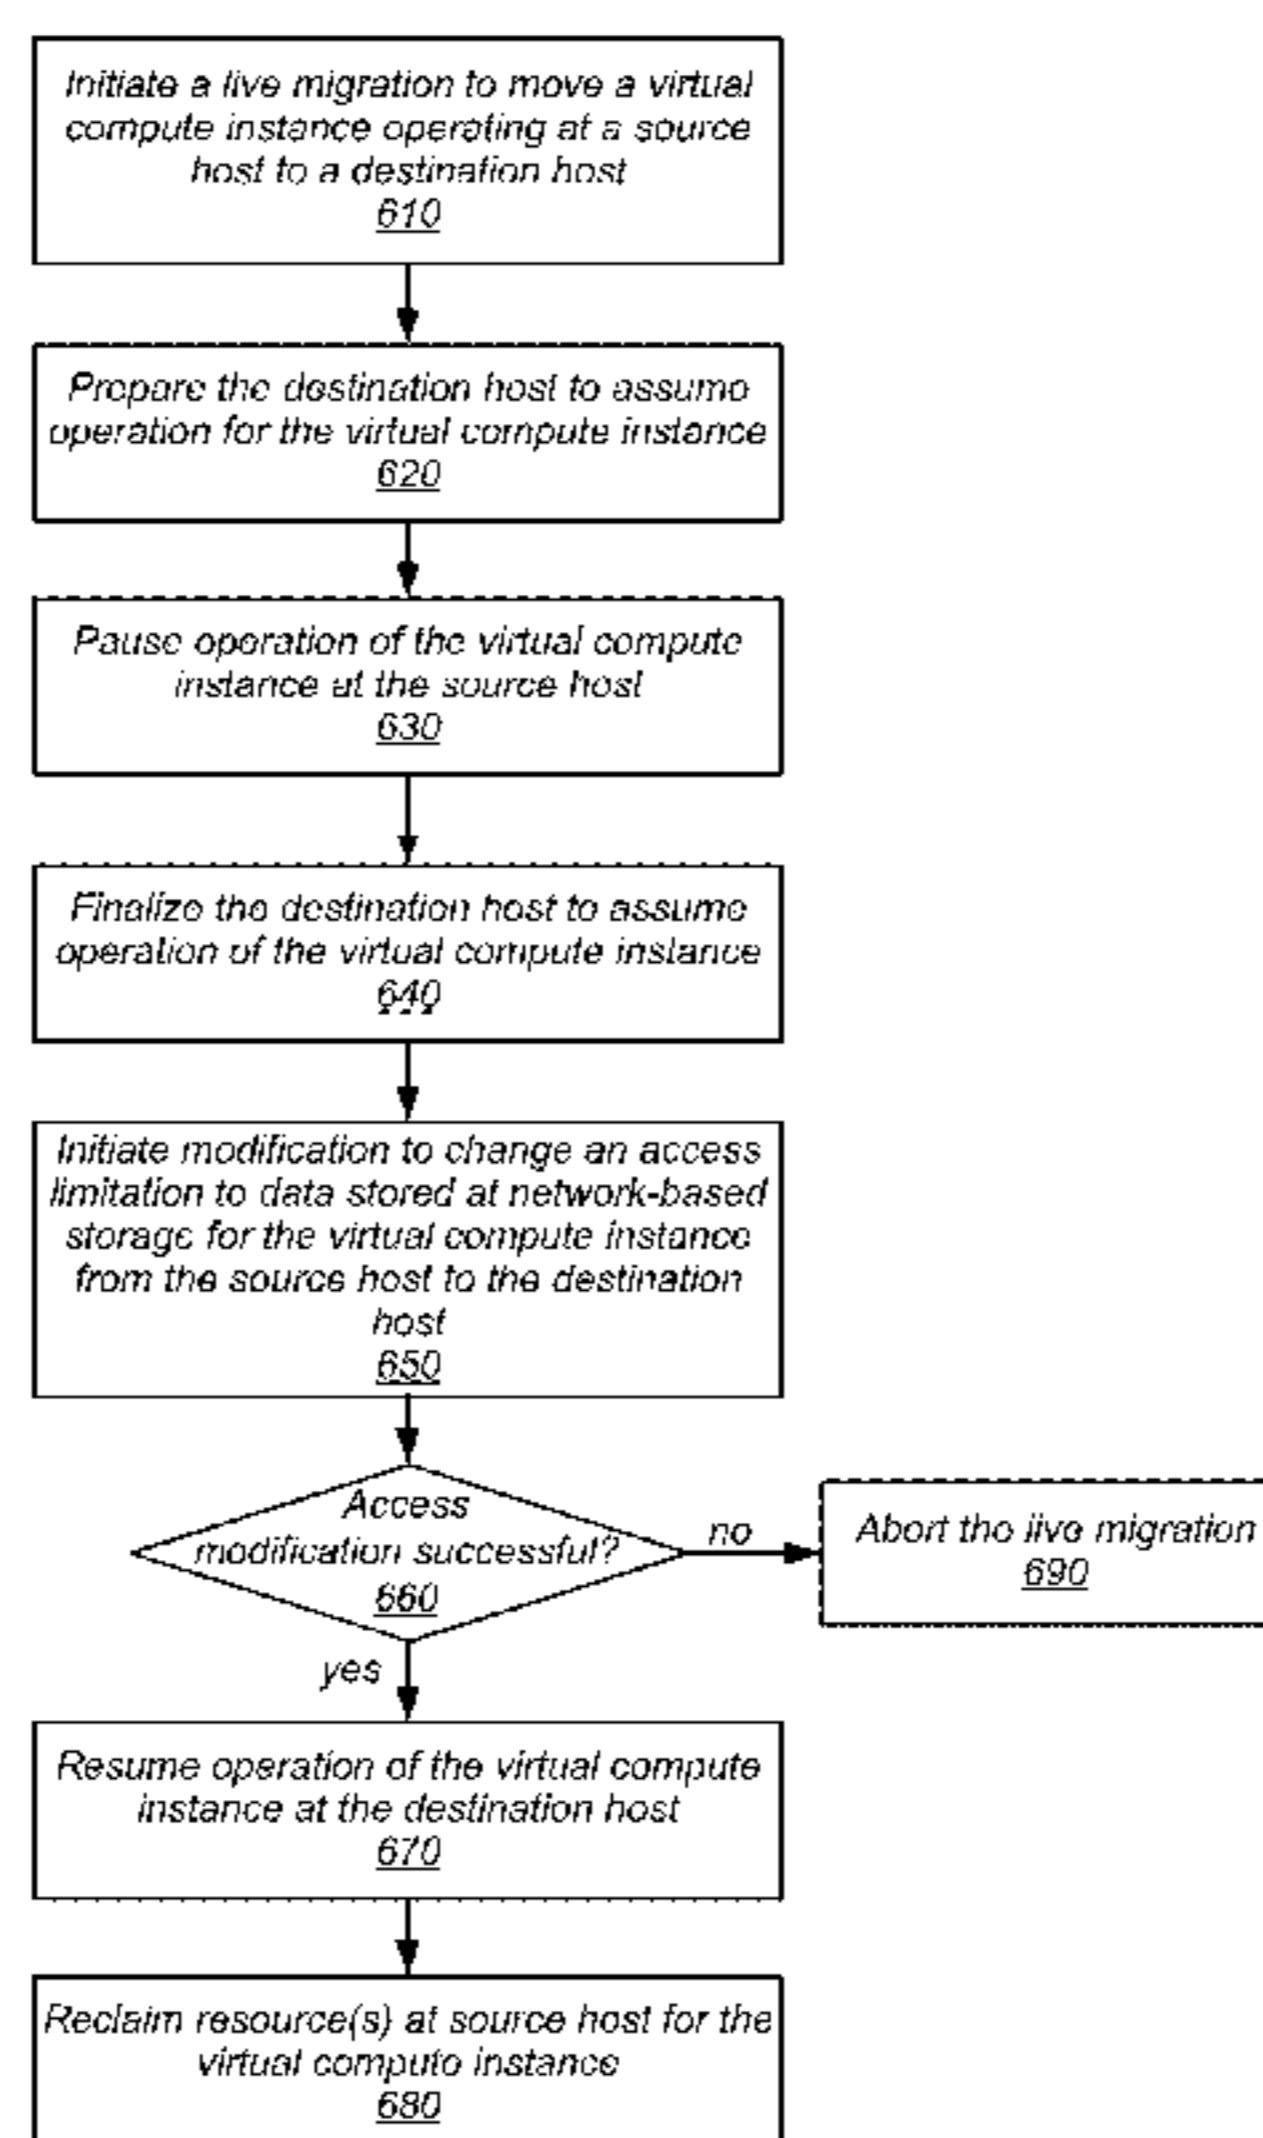 Initiate a live migration to move a virtual
compute instance operating at a source
host to a destination host
610
Prepare the destination host to assume
operation for the virtual compute instance
620
Pause operation of the virtual compute
instance at the source host
630
Finalize the destination host to assume
operation of the virtual compute instance
640
Initiate modification to change an access
limitation to data stored at network-based
storage for the virtual compute instance
from the source host to the destination
host
650
Access
modification successful?
660
no
Abort the live migration
690
yes
Resume operation of the virtual compute
instance at the destination host
670
Reclaim resource(s) at source host for the
virtual compute instance
680